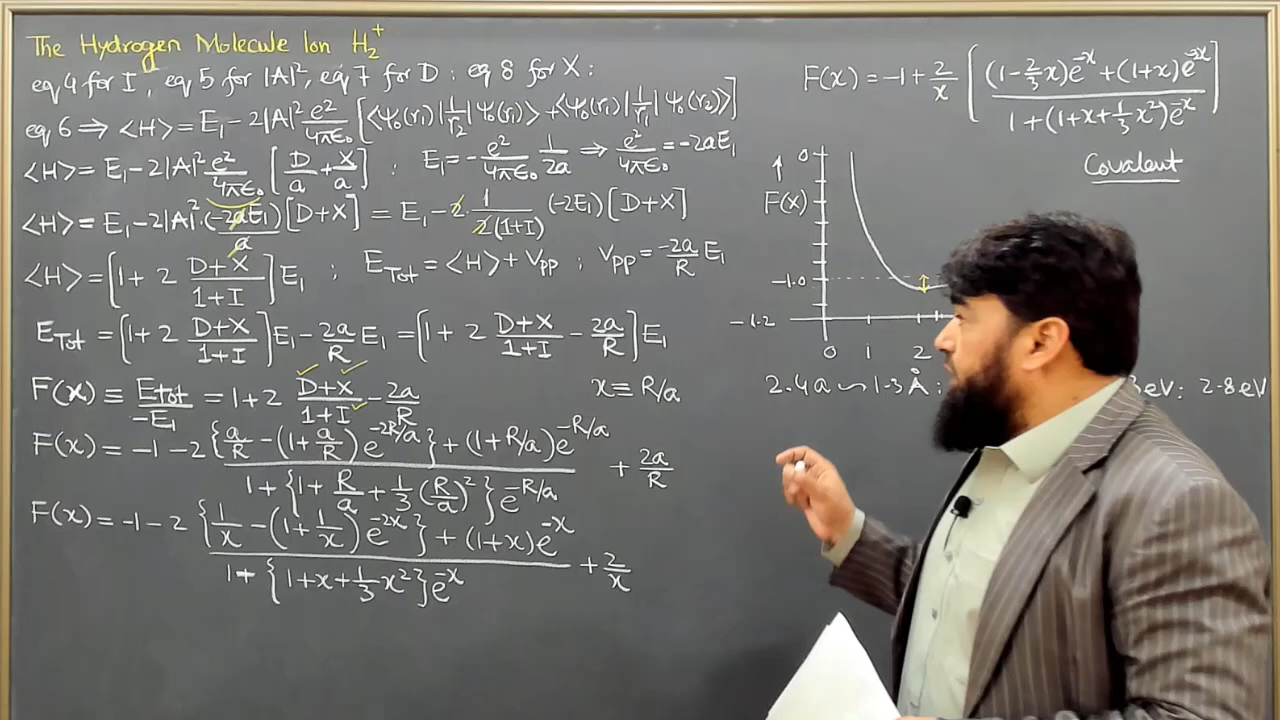 The Hydrogen Molecule Ion H₂⁺
eq 4 for I, eq 5 for |A|², eq 7 for D : eq 8 for X :
eq 6 ⇒ <H> = E₁ - 2|A|² e²/4πϵ₀ [<ψ₀(r₁)|1/r₂|ψ₀(r₁)> + <ψ₀(r₁)|1/r₁|ψ₀(r₂)>]
<H> = E₁ - 2|A|² e²/4πϵ₀ [D/a + X/a] : E₁ = - e²/4πϵ₀ 1/2a ⇒ e²/4πϵ₀ = -2aE₁
<H> = E₁ - 2|A|² · (-2aE₁)/a [D+X] = E₁ - 2 1/2(1+I) (-2E₁) [D+X]
<H> = [1 + 2 D+X/1+I] E₁ ; E_Tot = <H> + V_pp ; V_pp = -2a/R E₁
E_Tot = [1 + 2 D+X/1+I] E₁ - 2a/R E₁ = [1 + 2 D+X/1+I - 2a/R] E₁
F(x) ≡ E_tot/-E₁ = 1 + 2 D+X/1+I - 2a/R x ≡ R/a
F(x) = -1 - 2 {a/R - (1 + a/R) e^-2R/a} + (1+R/a) e^-R/a / 1 + {1 + R/a + 1/3 (R/a)²} e^-R/a + 2a/R
F(x) = -1 - 2 {1/x - (1 + 1/x) e^-2x} + (1+x) e^-x / 1 + {1 + x + 1/3 x²} e^-x + 2/x
F(x) = -1 + 2/x [(1 - 2/3 x²) e^-x + (1+x) e^-2x / 1 + (1 + x + 1/3 x²) e^-x]
Covalent
0
↑
F(x)
-1.0
-1.2
0 1 2
2.4a ~ 1.3 Å : eV : 2.8 eV